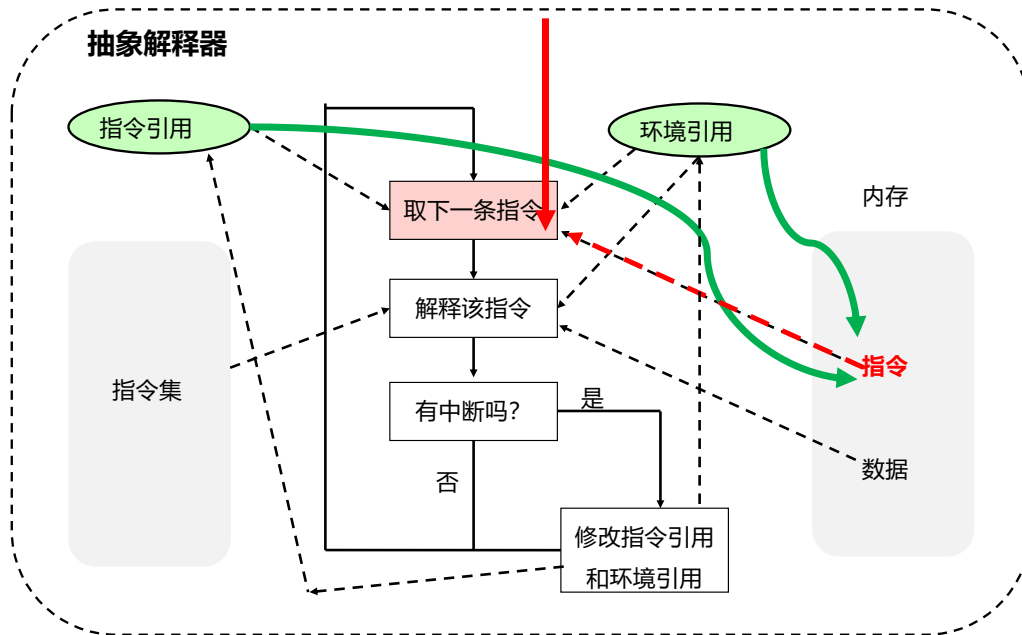 抽象解释器
指令引用
环境引用
内存
取下一条指令
解释该指令
指令
指令集
有中断吗?
是
数据
否
修改指令引用
和环境引用